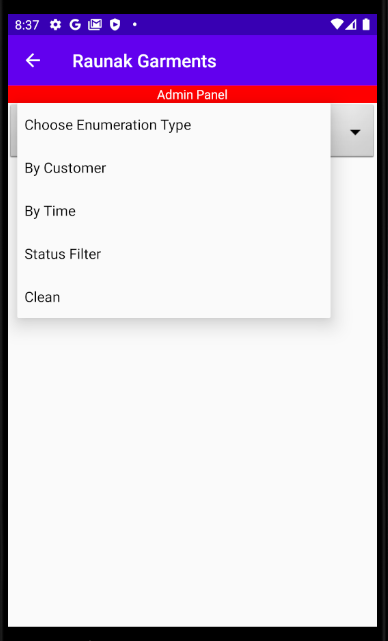 8:37
Raunak Garments
Admin Panel
Choose Enumeration Type
By Customer
By Time
Status Filter
Clean